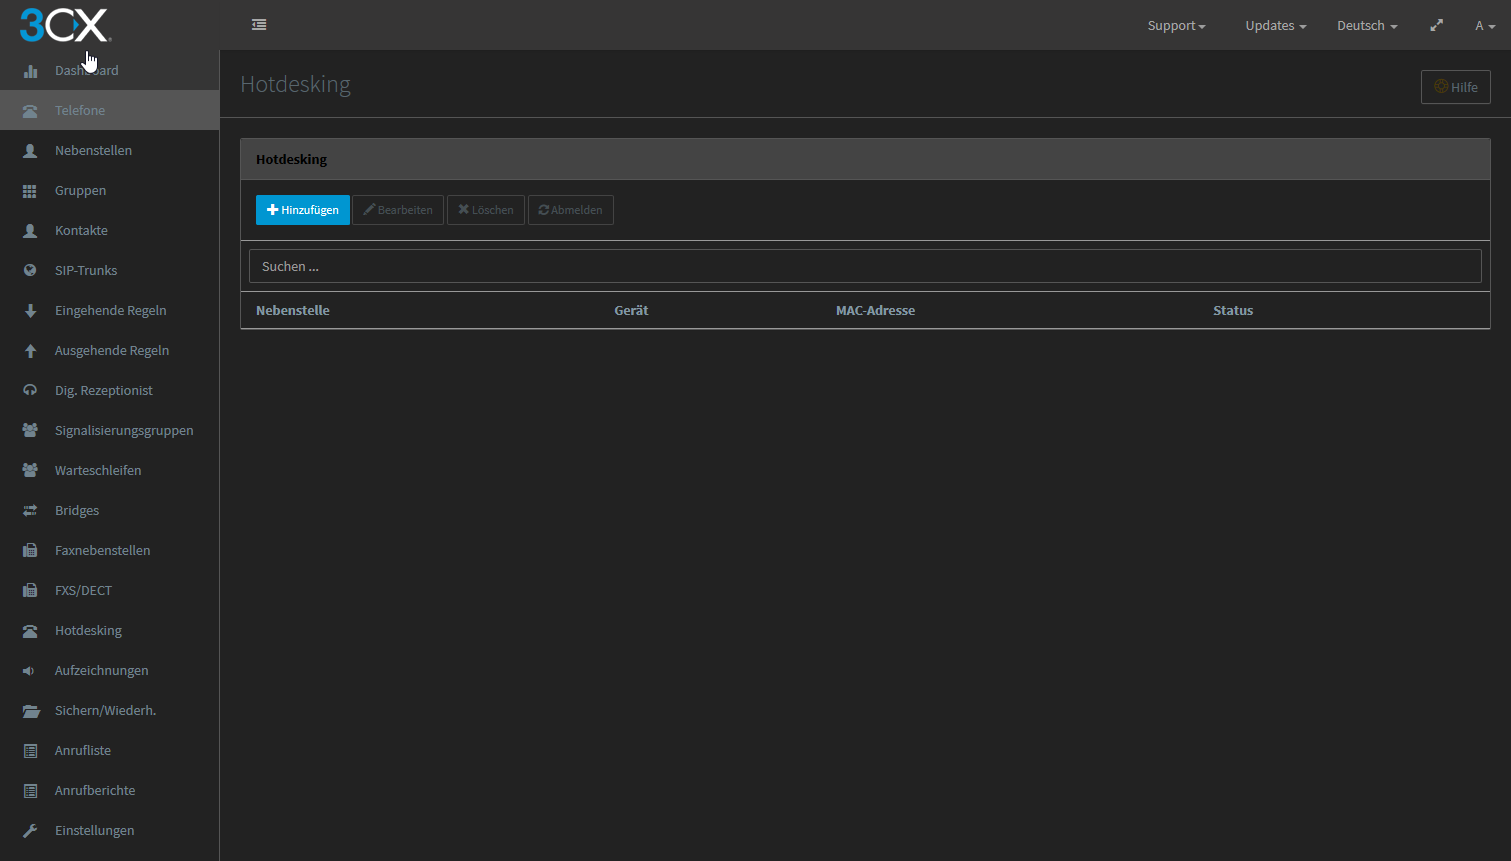 3CX
Support
Updates
Deutsch
A
Dashboard
Telefone
Nebenstellen
Gruppen
Kontakte
SIP-Trunks
Eingehende Regeln
Ausgehende Regeln
Dig. Rezeptionist
Signalisierungsgruppen
Warteschleifen
Bridges
Faxnebenstellen
FXS/DECT
Hotdesking
Aufzeichnungen
Sichern/Wiederh.
Anrufliste
Anrufberichte
Einstellungen
Hotdesking
Hilfe
Hotdesking
Hinzufügen Bearbeiten Löschen Abmelden
Suchen ...
Nebenstelle Gerät MAC-Adresse Status